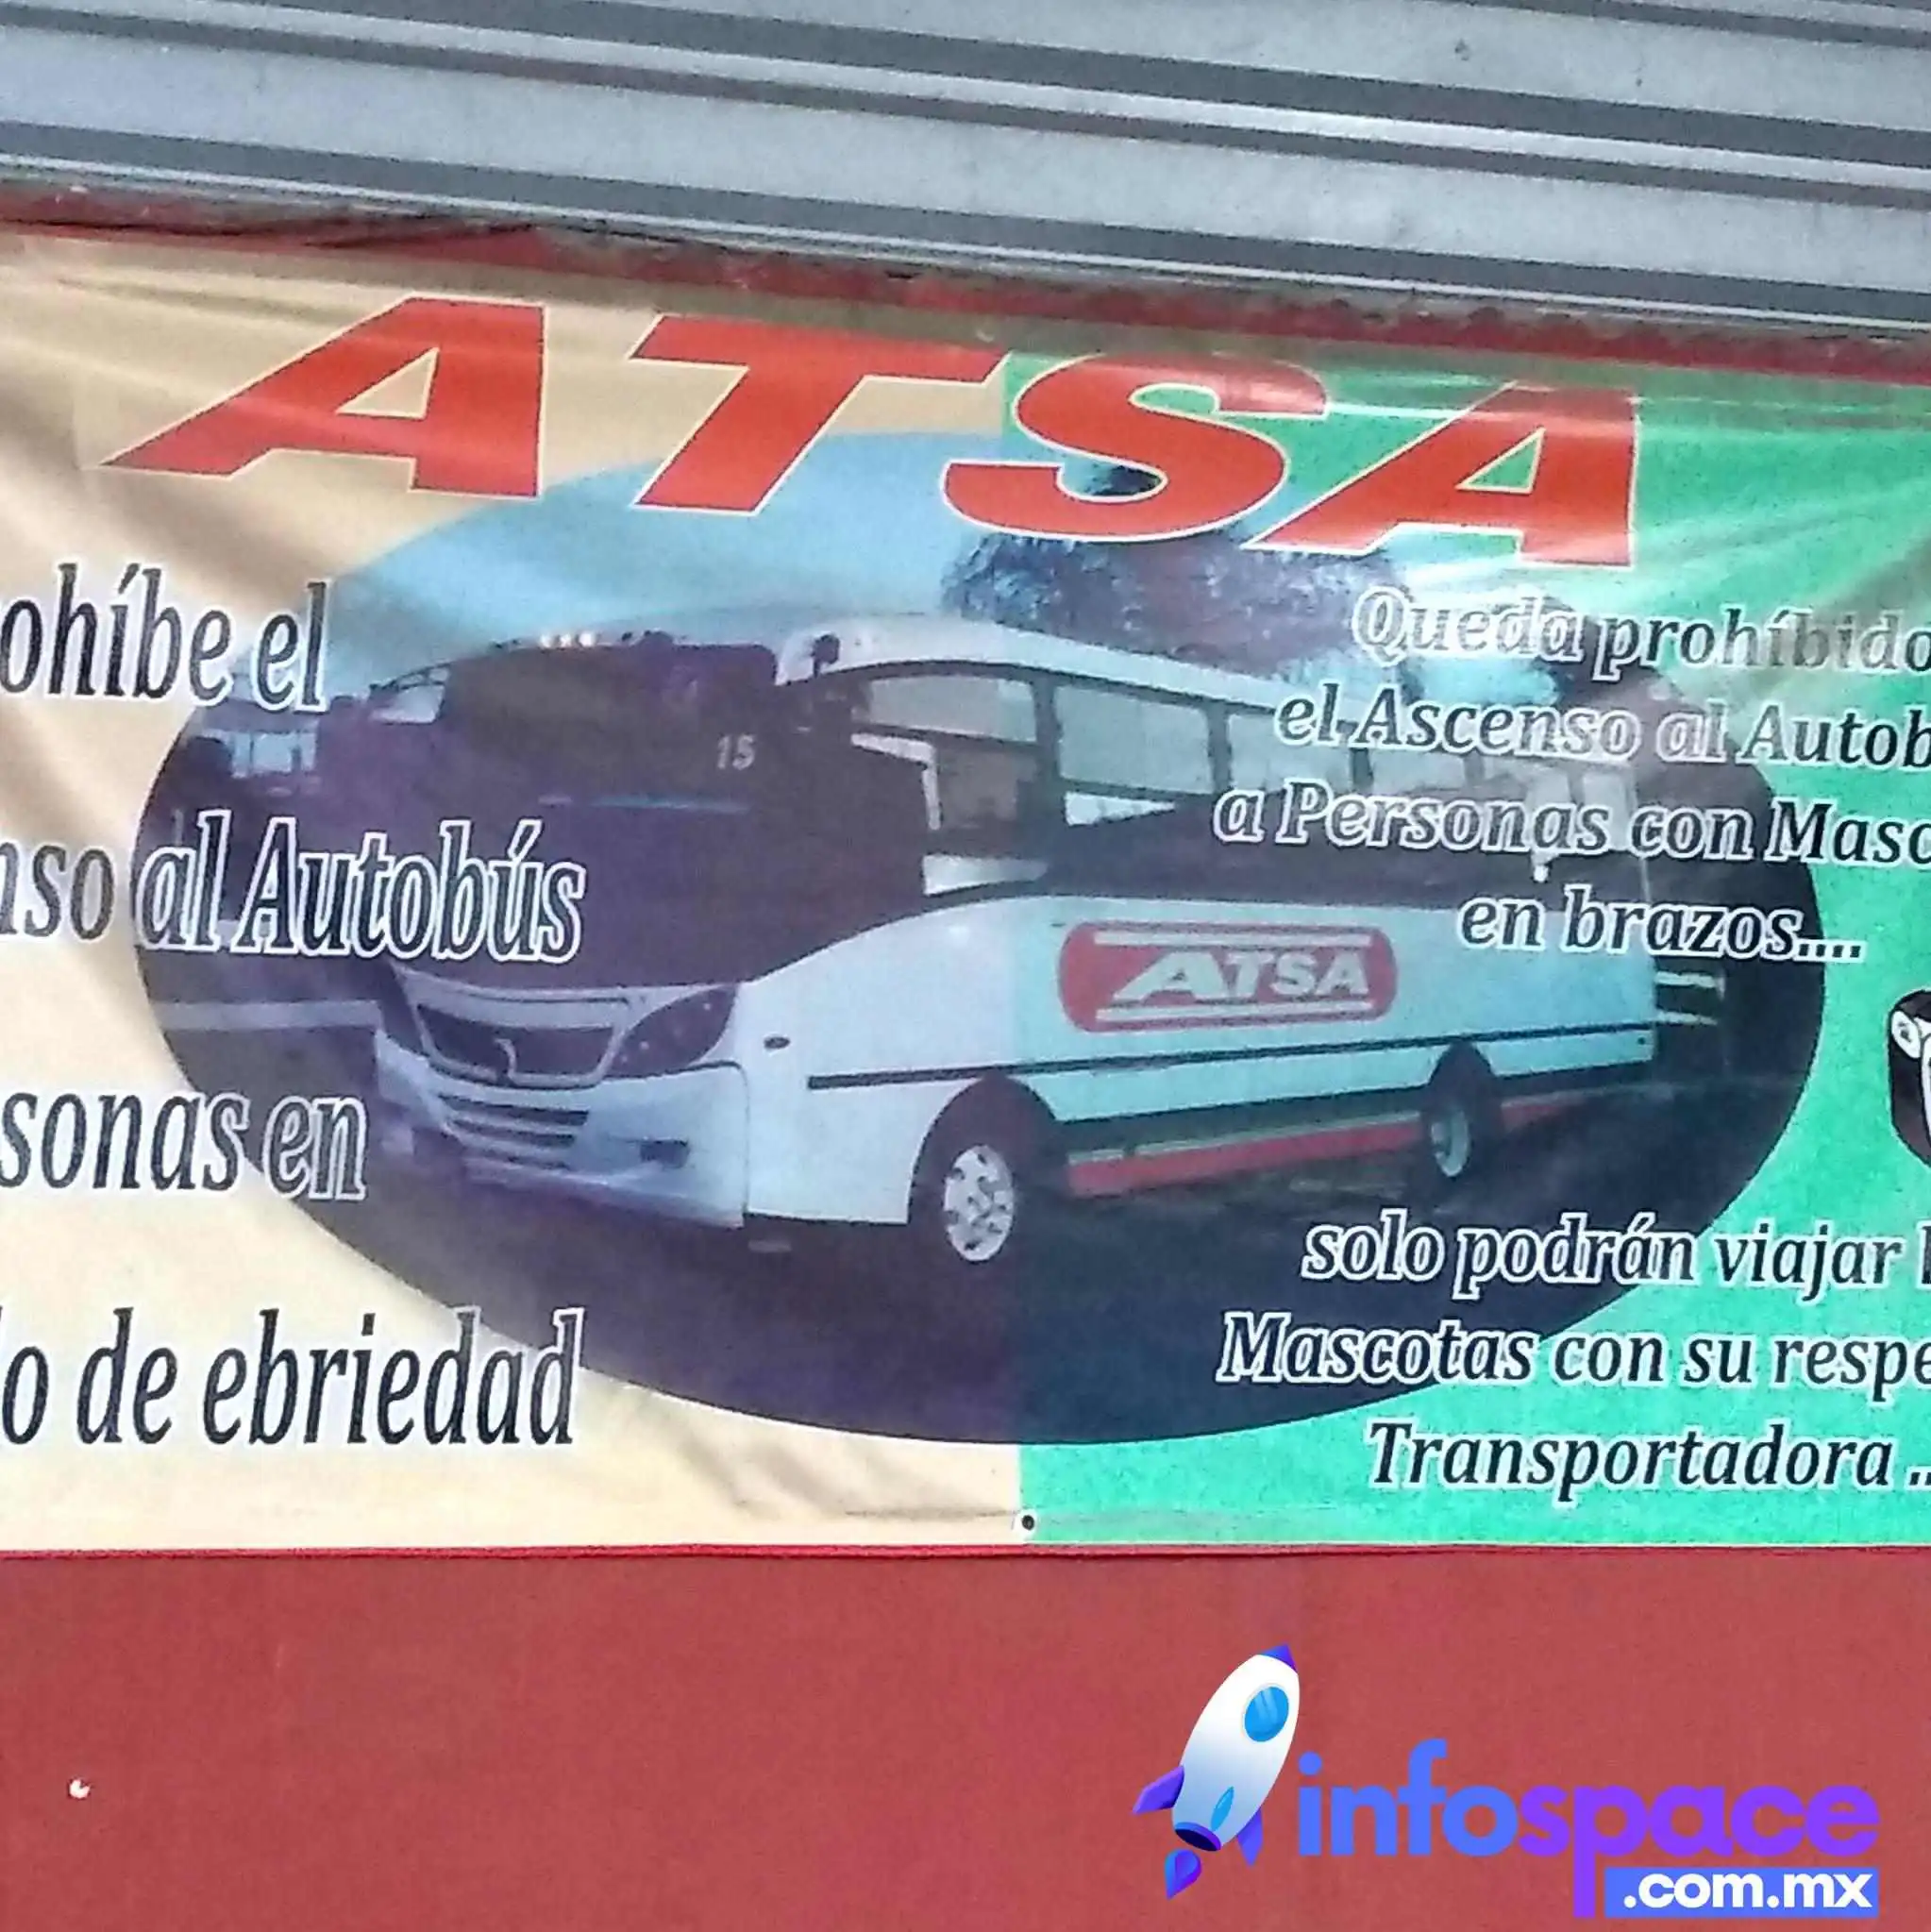 ATSA
ohíbe el
nso al Autobús
sonas en
lo de ebriedad
15
ATSA
Queda prohíbido
el Ascenso al Autob
a Personas con Masc
en brazos....
solo podrán viajar l
Mascotas con su respe
Transportadora ..
infospace
.com.mx